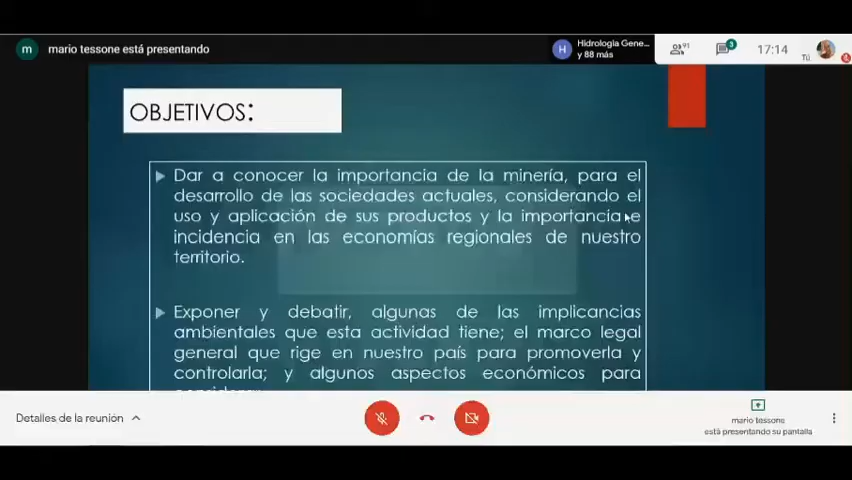 m mario tessone está presentando
H Hidrologia Gene...
y 88 más
91
3
17:14
Tú
OBJETIVOS:
Dar a conocer la importancia de la minería, para el
desarrollo de las sociedades actuales, considerando el
uso y aplicación de sus productos y la importancia e
incidencia en las economías regionales de nuestro
territorio.
Exponer y debatir, algunas de las implicancias
ambientales que esta actividad tiene; el marco legal
general que rige en nuestro país para promoverla y
controlarla; y algunos aspectos económicos para
Detalles de la reunión
mario tessone
está presentando su pantalla